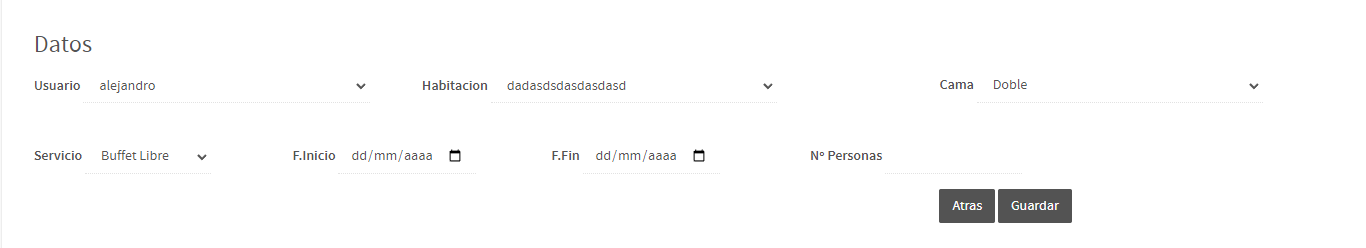 Datos
Usuario alejandro Habitacion dadasdsdasdasdasd Cama Doble
Servicio Buffet Libre F.Inicio dd/mm/aaaa F.Fin dd/mm/aaaa Nº Personas
Atras Guardar